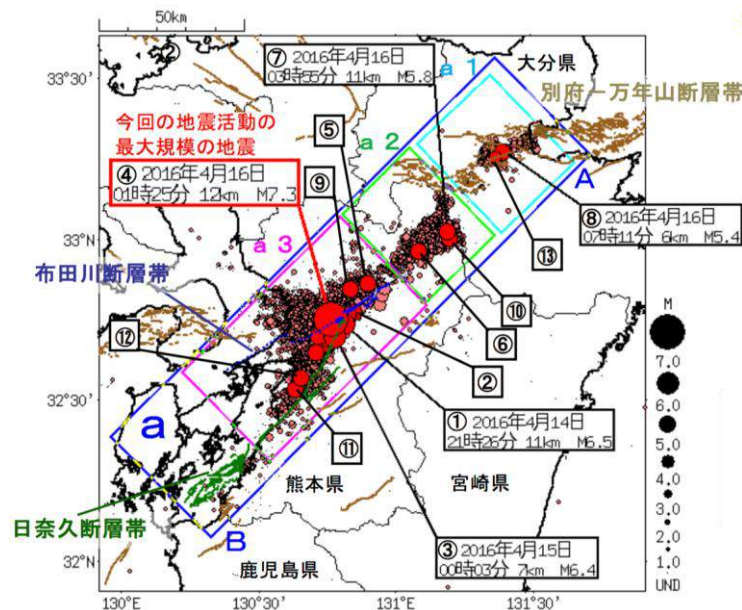 50km
⑦ 2016年4月16日
03時55分 11km M5.8
大分県
33°30'
a 1
別府－万年山断層帯
今回の地震活動の
最大規模の地震
⑤
a 2
④ 2016年4月16日
01時25分 12km M7.3
⑨
A
⑧ 2016年4月16日
07時11分 6km M5.4
33°N
a 3
⑬
布田川断層帯
⑩
M
⑫
⑥
7.0
32°30'
②
6.0
a
① 2016年4月14日
21時26分 11km M6.5
5.0
⑪
4.0
熊本県
宮崎県
3.0
日奈久断層帯
2.0
B
③ 2016年4月15日
00時03分 7km M6.4
1.0
32°N
鹿児島県
UND
130°E
130°30'
131°E
131°30'